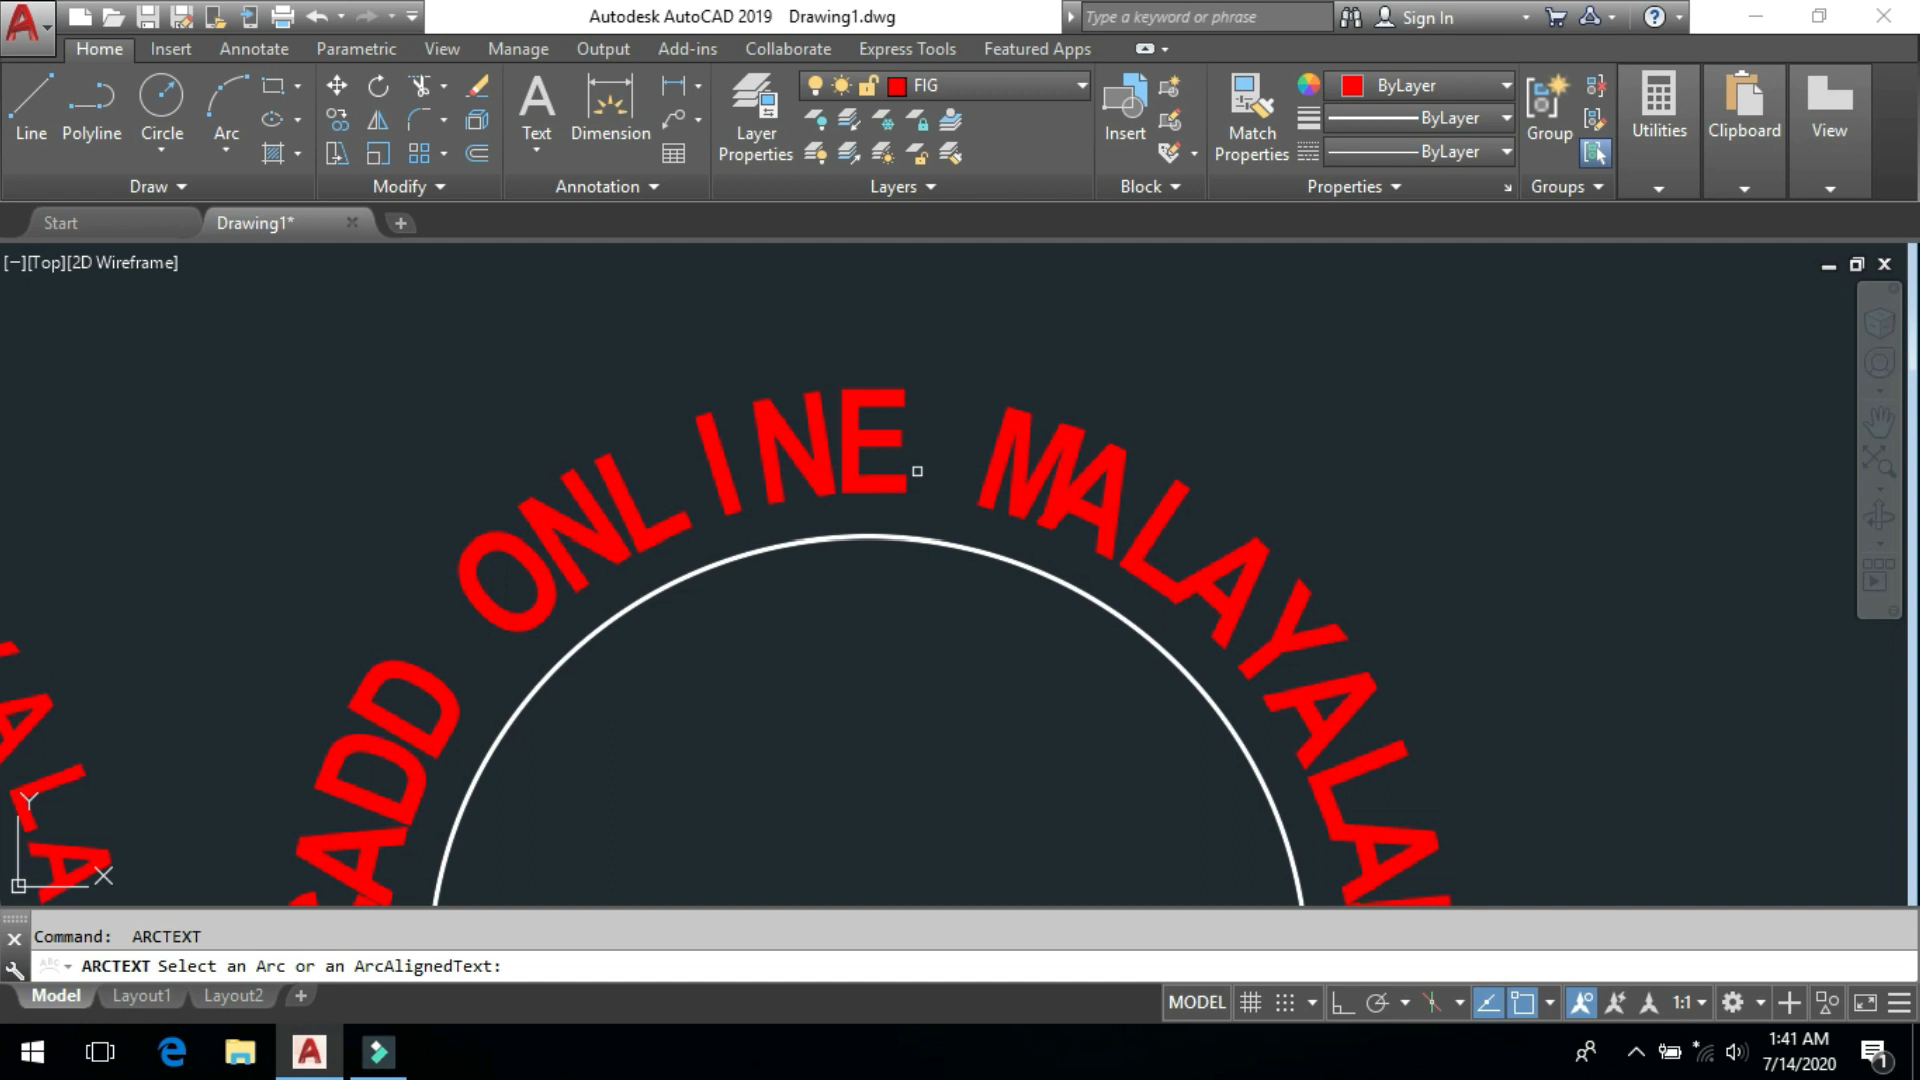 Autodesk AutoCAD 2019 Drawing1.dwg
Type a keyword or phrase
Sign In
Home Insert Annotate Parametric View Manage Output Add-ins Collaborate Express Tools Featured Apps
FIG
ByLayer
ByLayer
ByLayer
Line Polyline Circle Arc
Text Dimension
Layer Properties
Insert
Match Properties
Group
Utilities Clipboard View
Draw Modify Annotation Layers Block Properties Groups
Start Drawing1*
[−][Top][2D Wireframe]
CADD ONLINE MALAYALA
ALA
Y
X
Command: ARCTEXT
ARCTEXT Select an Arc or an ArcAlignedText:
Model Layout1 Layout2
MODEL 1:1
1:41 AM
7/14/2020
1